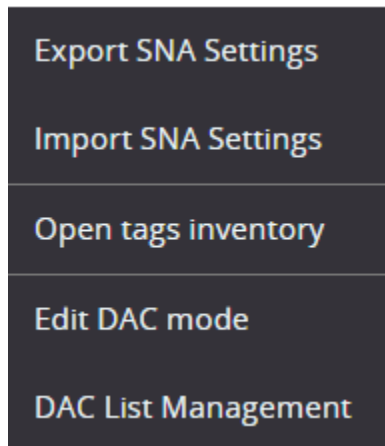 Export SNA Settings
Import SNA Settings
Open tags inventory
Edit DAC mode
DAC List Management